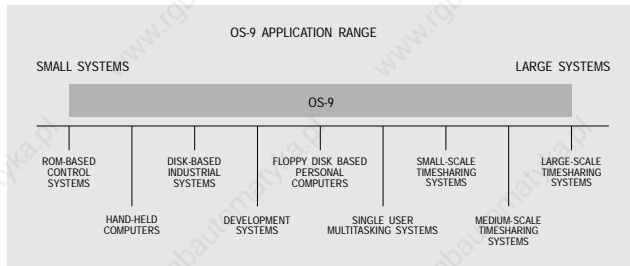 OS-9 APPLICATION RANGE
SMALL SYSTEMS
LARGE SYSTEMS
OS-9
ROM-BASED
CONTROL
SYSTEMS
DISK-BASED
INDUSTRIAL
SYSTEMS
FLOPPY DISK BASED
PERSONAL
COMPUTERS
SMALL-SCALE
TIMESHARING
SYSTEMS
LARGE-SCALE
TIMESHARING
SYSTEMS
HAND-HELD
COMPUTERS
DEVELOPMENT
SYSTEMS
SINGLE USER
MULTITASKING SYSTEMS
MEDIUM-SCALE
TIMESHARING
SYSTEMS